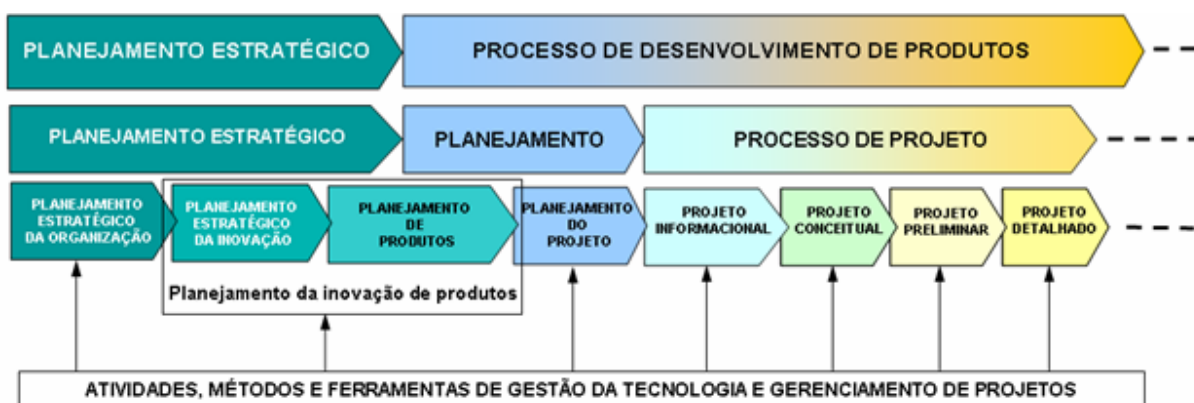 PLANEJAMENTO ESTRATÉGICO
PROCESSO DE DESENVOLVIMENTO DE PRODUTOS
PLANEJAMENTO ESTRATÉGICO
PLANEJAMENTO
PROCESSO DE PROJETO
PLANEJAMENTO
ESTRATÉGICO
DA ORGANIZAÇÃO
PLANEJAMENTO
ESTRATÉGICO
DA INOVAÇÃO
PLANEJAMENTO
DE
PRODUTOS
PLANEJAMENTO
DO
PROJETO
PROJETO
INFORMACIONAL
PROJETO
CONCEITUAL
PROJETO
PRELIMINAR
PROJETO
DETALHADO
Planejamento da inovação de produtos
ATIVIDADES, MÉTODOS E FERRAMENTAS DE GESTÃO DA TECNOLOGIA E GERENCIAMENTO DE PROJETOS